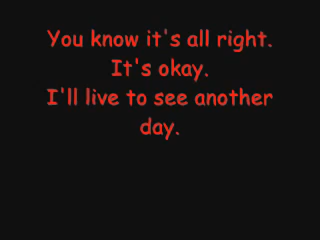 You know it's all right.
It's okay.
I'll live to see another
day.